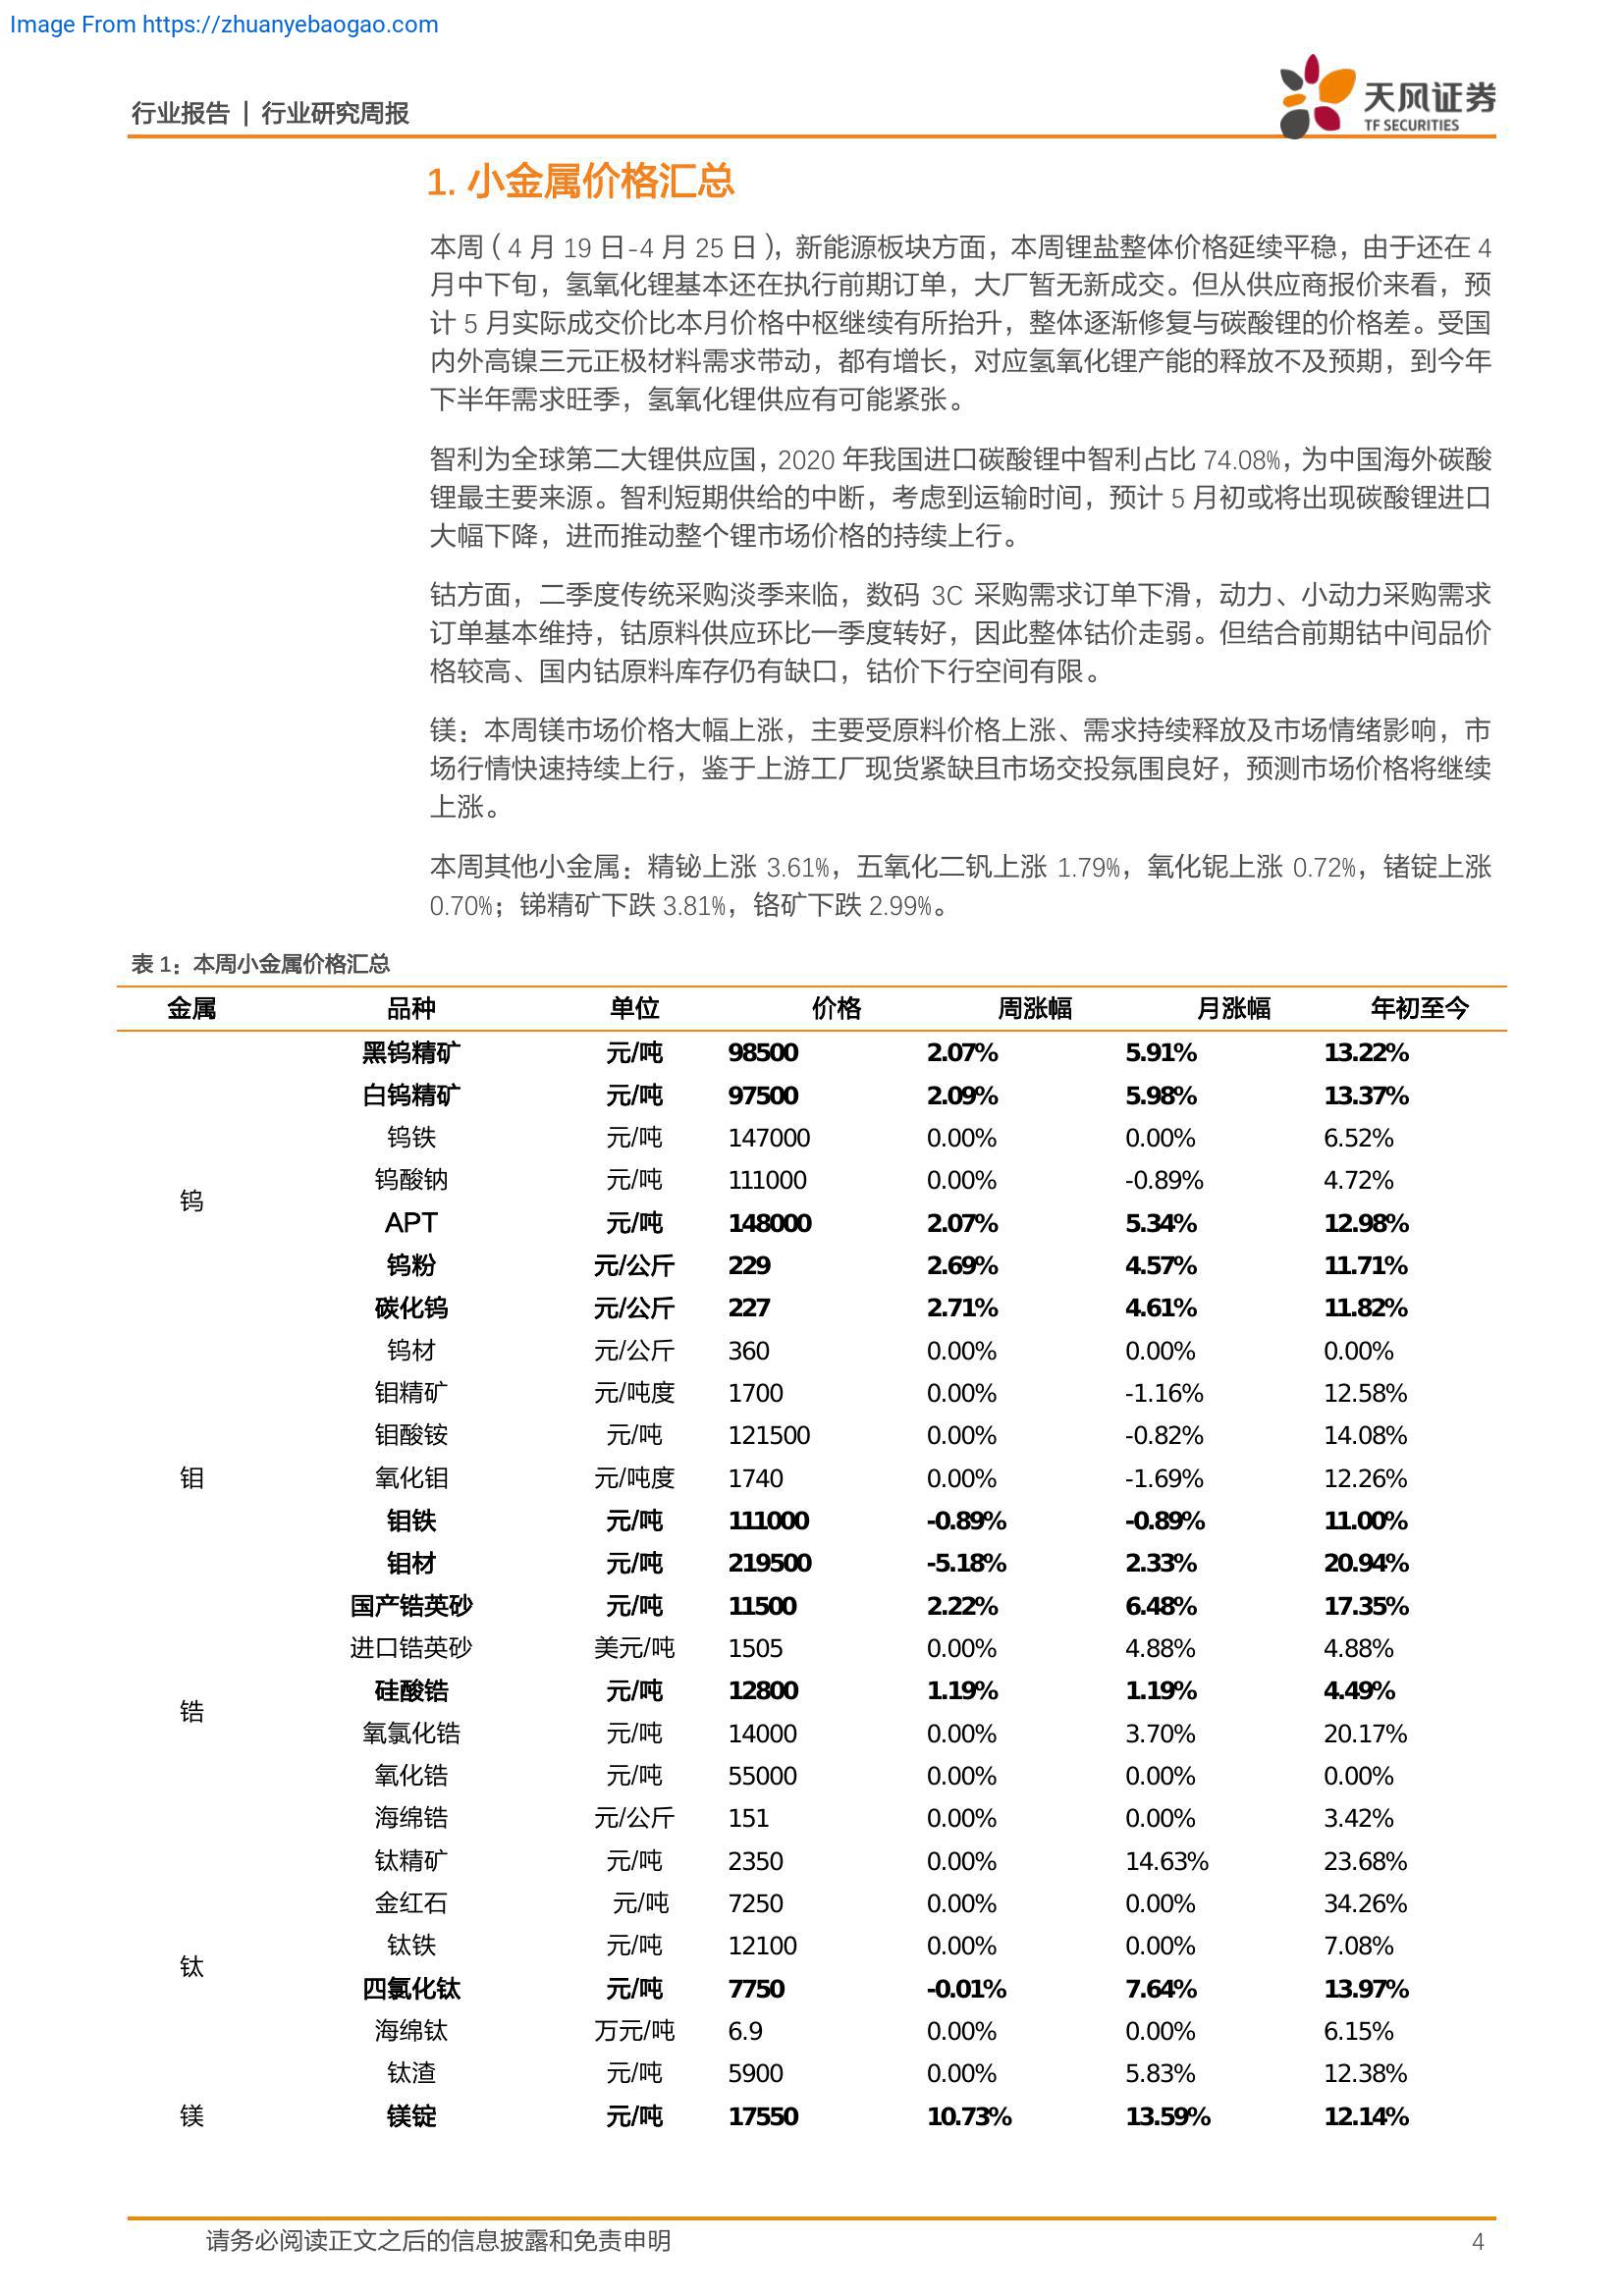 Image From https://zhuanyebaogao.com
行业报告 | 行业研究周报
天风证券
TF SECURITIES
1. 小金属价格汇总
本周（4 月 19 日-4 月 25 日），新能源板块方面，本周锂盐整体价格延续平稳，由于还在 4
月中下旬，氢氧化锂基本还在执行前期订单，大厂暂无新成交。但从供应商报价来看，预
计 5 月实际成交价比本月价格中枢继续有所抬升，整体逐渐修复与碳酸锂的价格差。受国
内外高镍三元正极材料需求带动，都有增长，对应氢氧化锂产能的释放不及预期，到今年
下半年需求旺季，氢氧化锂供应有可能紧张。
智利为全球第二大锂供应国，2020 年我国进口碳酸锂中智利占比 74.08%，为中国海外碳酸
锂最主要来源。智利短期供给的中断，考虑到运输时间，预计 5 月初或将出现碳酸锂进口
大幅下降，进而推动整个锂市场价格的持续上行。
钴方面，二季度传统采购淡季来临，数码 3C 采购需求订单下滑，动力、小动力采购需求
订单基本维持，钴原料供应环比一季度转好，因此整体钴价走弱。但结合前期钴中间品价
格较高、国内钴原料库存仍有缺口，钴价下行空间有限。
镁：本周镁市场价格大幅上涨，主要受原料价格上涨、需求持续释放及市场情绪影响，市
场行情快速持续上行，鉴于上游工厂现货紧缺且市场交投氛围良好，预测市场价格将继续
上涨。
本周其他小金属：精铋上涨 3.61%，五氧化二钒上涨 1.79%，氧化铌上涨 0.72%，锗锭上涨
0.70%；锑精矿下跌 3.81%，铬矿下跌 2.99%。
表 1：本周小金属价格汇总
金属 品种 单位 价格 周涨幅 月涨幅 年初至今
黑钨精矿 元/吨 98500 2.07% 5.91% 13.22%
白钨精矿 元/吨 97500 2.09% 5.98% 13.37%
钨铁 元/吨 147000 0.00% 0.00% 6.52%
钨酸钠 元/吨 111000 0.00% -0.89% 4.72%
钨
APT 元/吨 148000 2.07% 5.34% 12.98%
钨粉 元/公斤 229 2.69% 4.57% 11.71%
碳化钨 元/公斤 227 2.71% 4.61% 11.82%
钨材 元/公斤 360 0.00% 0.00% 0.00%
钼精矿 元/吨度 1700 0.00% -1.16% 12.58%
钼酸铵 元/吨 121500 0.00% -0.82% 14.08%
钼 氧化钼 元/吨度 1740 0.00% -1.69% 12.26%
钼铁 元/吨 111000 -0.89% -0.89% 11.00%
钼材 元/吨 219500 -5.18% 2.33% 20.94%
国产锆英砂 元/吨 11500 2.22% 6.48% 17.35%
进口锆英砂 美元/吨 1505 0.00% 4.88% 4.88%
硅酸锆 元/吨 12800 1.19% 1.19% 4.49%
锆
氧氯化锆 元/吨 14000 0.00% 3.70% 20.17%
氧化锆 元/吨 55000 0.00% 0.00% 0.00%
海绵锆 元/公斤 151 0.00% 0.00% 3.42%
钛精矿 元/吨 2350 0.00% 14.63% 23.68%
金红石 元/吨 7250 0.00% 0.00% 34.26%
钛铁 元/吨 12100 0.00% 0.00% 7.08%
钛
四氯化钛 元/吨 7750 -0.01% 7.64% 13.97%
海绵钛 万元/吨 6.9 0.00% 0.00% 6.15%
钛渣 元/吨 5900 0.00% 5.83% 12.38%
镁 镁锭 元/吨 17550 10.73% 13.59% 12.14%
请务必阅读正文之后的信息披露和免责申明 4